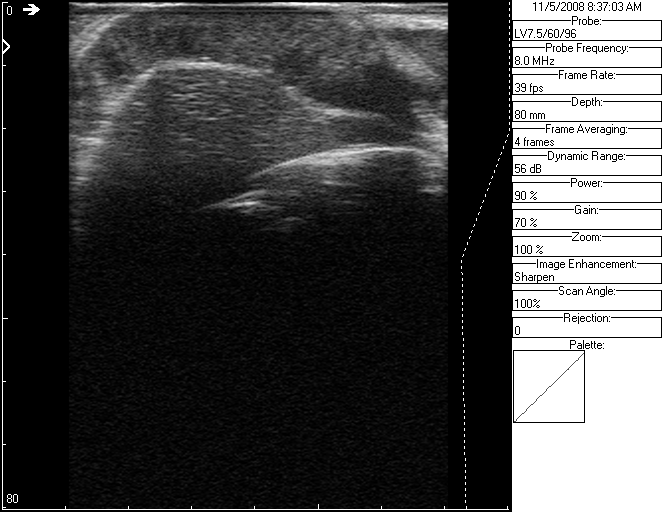 0
80
11/5/2008 8:37:03 AM
Probe:
LV7.5/60/96
Probe Frequency:
8.0 MHz
Frame Rate:
39 fps
Depth:
80 mm
Frame Averaging:
4 frames
Dynamic Range:
56 dB
Power:
90 %
Gain:
70 %
Zoom:
100 %
Image Enhancement:
Sharpen
Scan Angle:
100%
Rejection:
0
Palette: